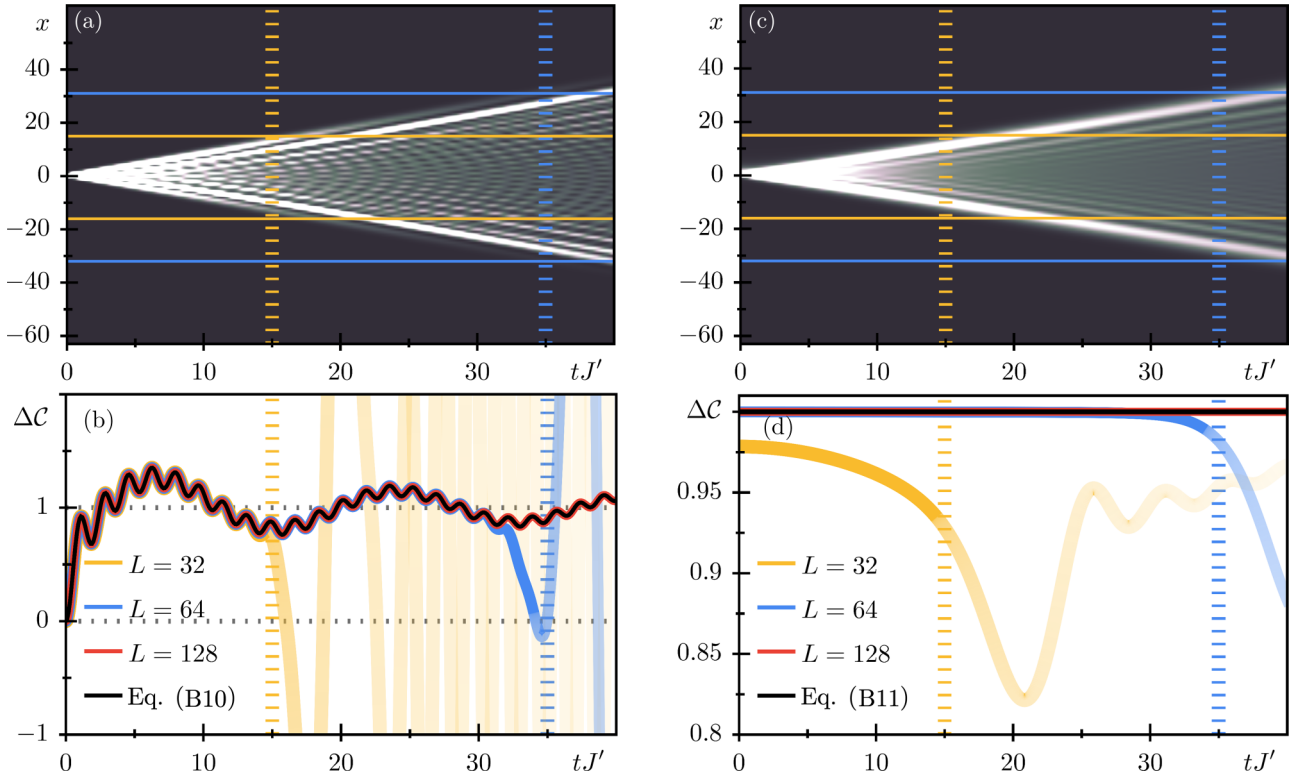 (a)
x
40
20
0
−20
−40
−60
0
10
20
30
tJ′
(c)
x
40
20
0
−20
−40
−60
0
10
20
30
tJ′
(b)
ΔC
1
0
−1
L = 32
L = 64
L = 128
Eq. (B10)
0
10
20
30
tJ′
(d)
ΔC
0.95
0.9
0.85
0.8
L = 32
L = 64
L = 128
Eq. (B11)
0
10
20
30
tJ′